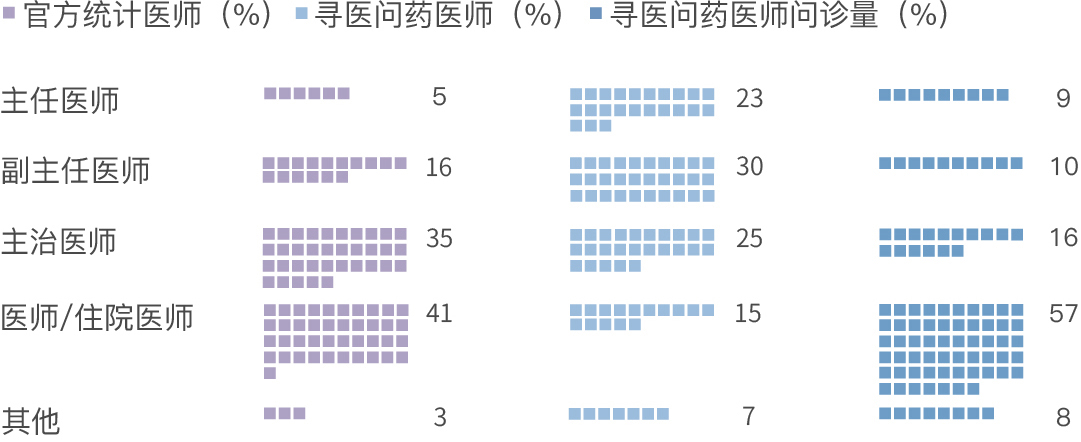 官方统计医师（%） 寻医问药医师（%） 寻医问药医师问诊量（%）
主任医师 5 23 9
副主任医师 16 30 10
主治医师 35 25 16
医师/住院医师 41 15 57
其他 3 7 8